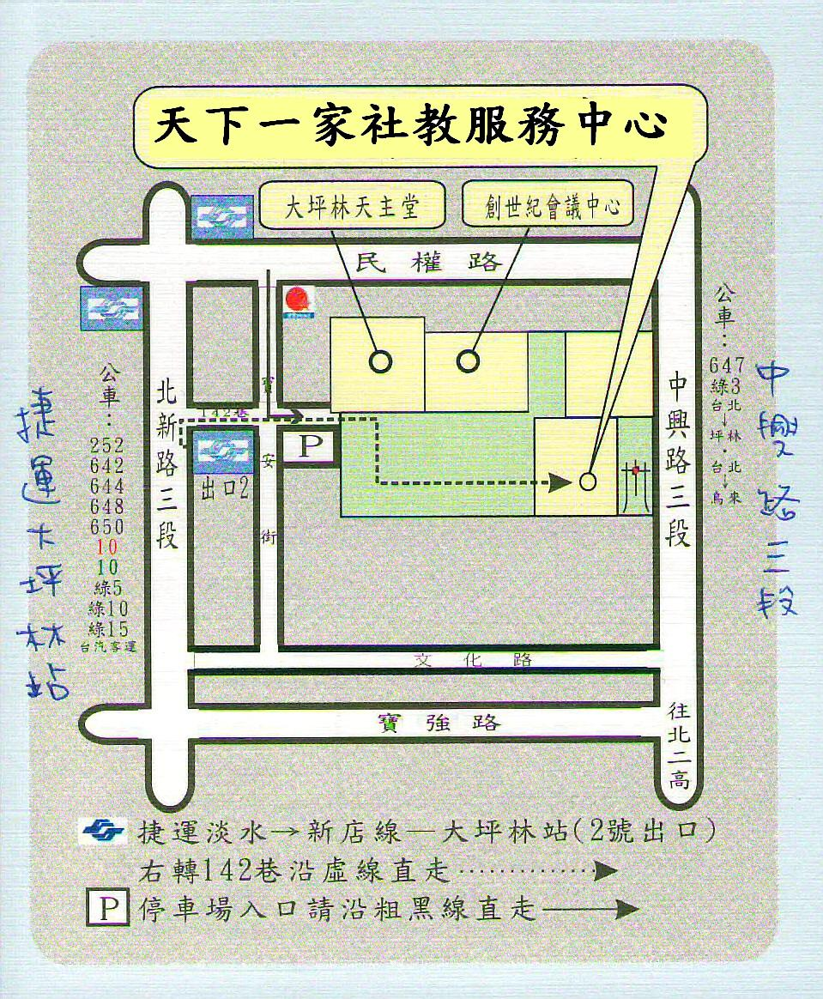 天下一家社教服務中心
大坪林天主堂
創世紀會議中心
民權路
公車：
647
綠3
台北
↓
坪林
・
台北
↓
烏來
中興路三段
中興路三段
往北二高
北新路三段
公車：
252
642
644
648
650
10
10
綠5
綠10
綠15
台汽客運
捷運大坪林站
142巷
寶安街
P
出口2
文化路
寶強路
捷運淡水→新店線—大坪林站(2號出口)
右轉142巷沿虛線直走
P 停車場入口請沿粗黑線直走